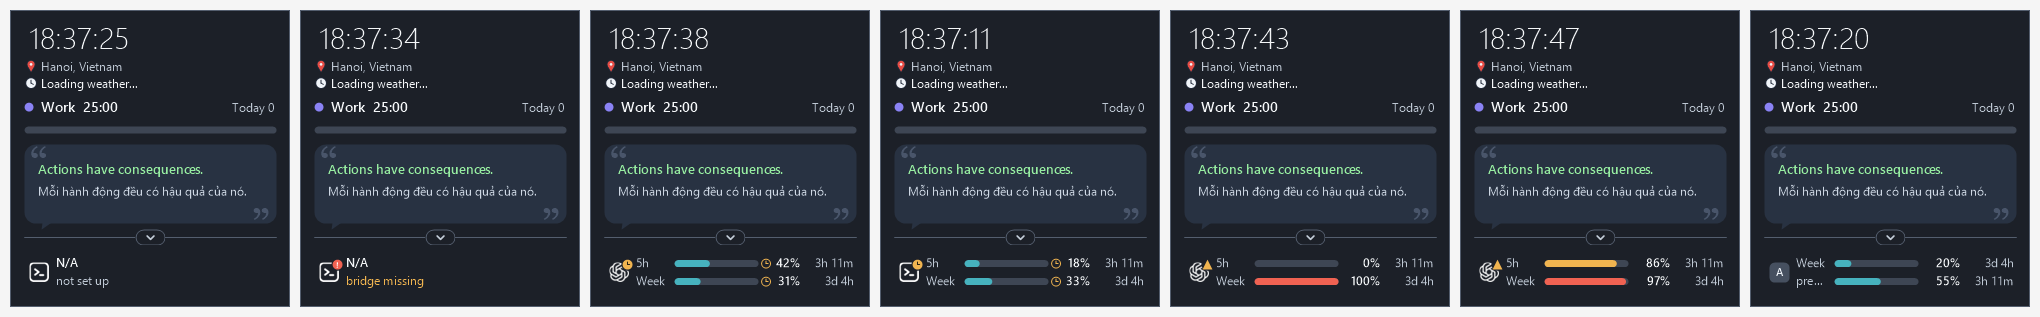 18:37:25
Hanoi, Vietnam
Loading weather...
Work 25:00 Today 0
Actions have consequences.
Mỗi hành động đều có hậu quả của nó.
N/A
not set up
18:37:34
Hanoi, Vietnam
Loading weather...
Work 25:00 Today 0
Actions have consequences.
Mỗi hành động đều có hậu quả của nó.
N/A
bridge missing
18:37:38
Hanoi, Vietnam
Loading weather...
Work 25:00 Today 0
Actions have consequences.
Mỗi hành động đều có hậu quả của nó.
5h 42% 3h 11m
Week 31% 3d 4h
18:37:11
Hanoi, Vietnam
Loading weather...
Work 25:00 Today 0
Actions have consequences.
Mỗi hành động đều có hậu quả của nó.
5h 18% 3h 11m
Week 33% 3d 4h
18:37:43
Hanoi, Vietnam
Loading weather...
Work 25:00 Today 0
Actions have consequences.
Mỗi hành động đều có hậu quả của nó.
5h 0% 3h 11m
Week 100% 3d 4h
18:37:47
Hanoi, Vietnam
Loading weather...
Work 25:00 Today 0
Actions have consequences.
Mỗi hành động đều có hậu quả của nó.
5h 86% 3h 11m
Week 97% 3d 4h
18:37:20
Hanoi, Vietnam
Loading weather...
Work 25:00 Today 0
Actions have consequences.
Mỗi hành động đều có hậu quả của nó.
A
Week 20% 3d 4h
pre... 55% 3h 11m